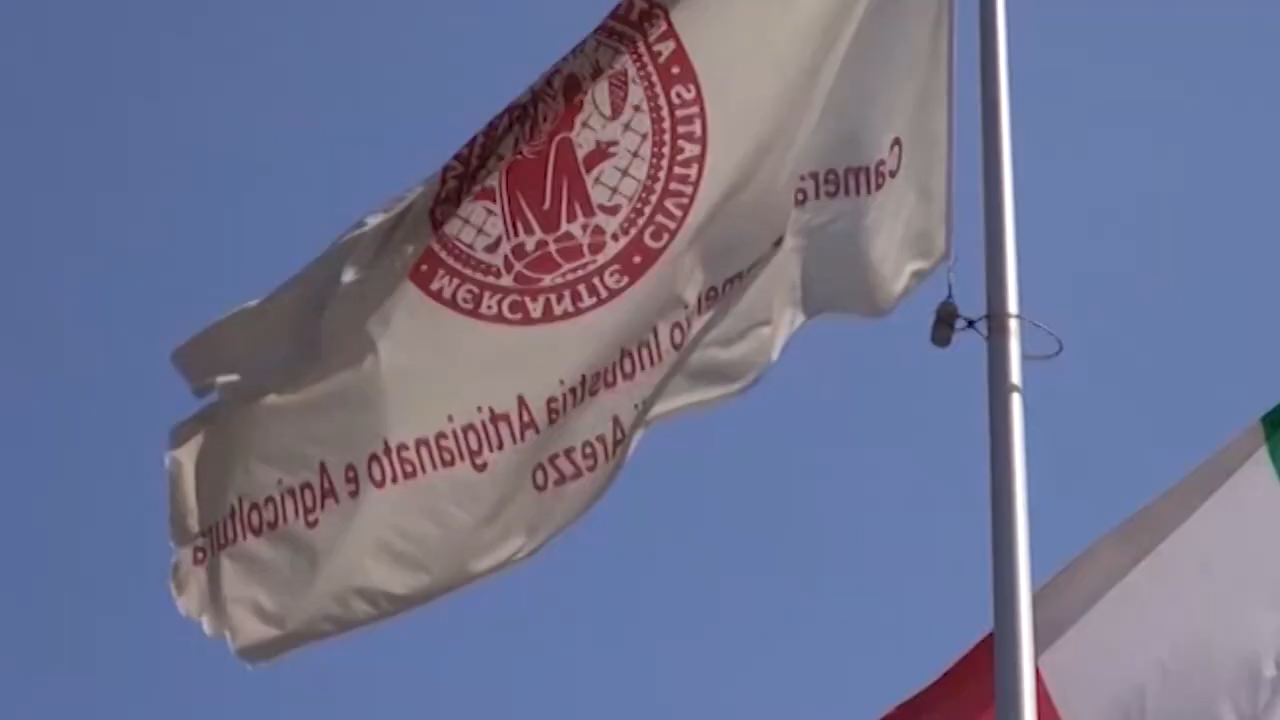 CIVITATIS · MERCANTIE ·
Camera
Industria Artigianato e Agricoltura
Arezzo